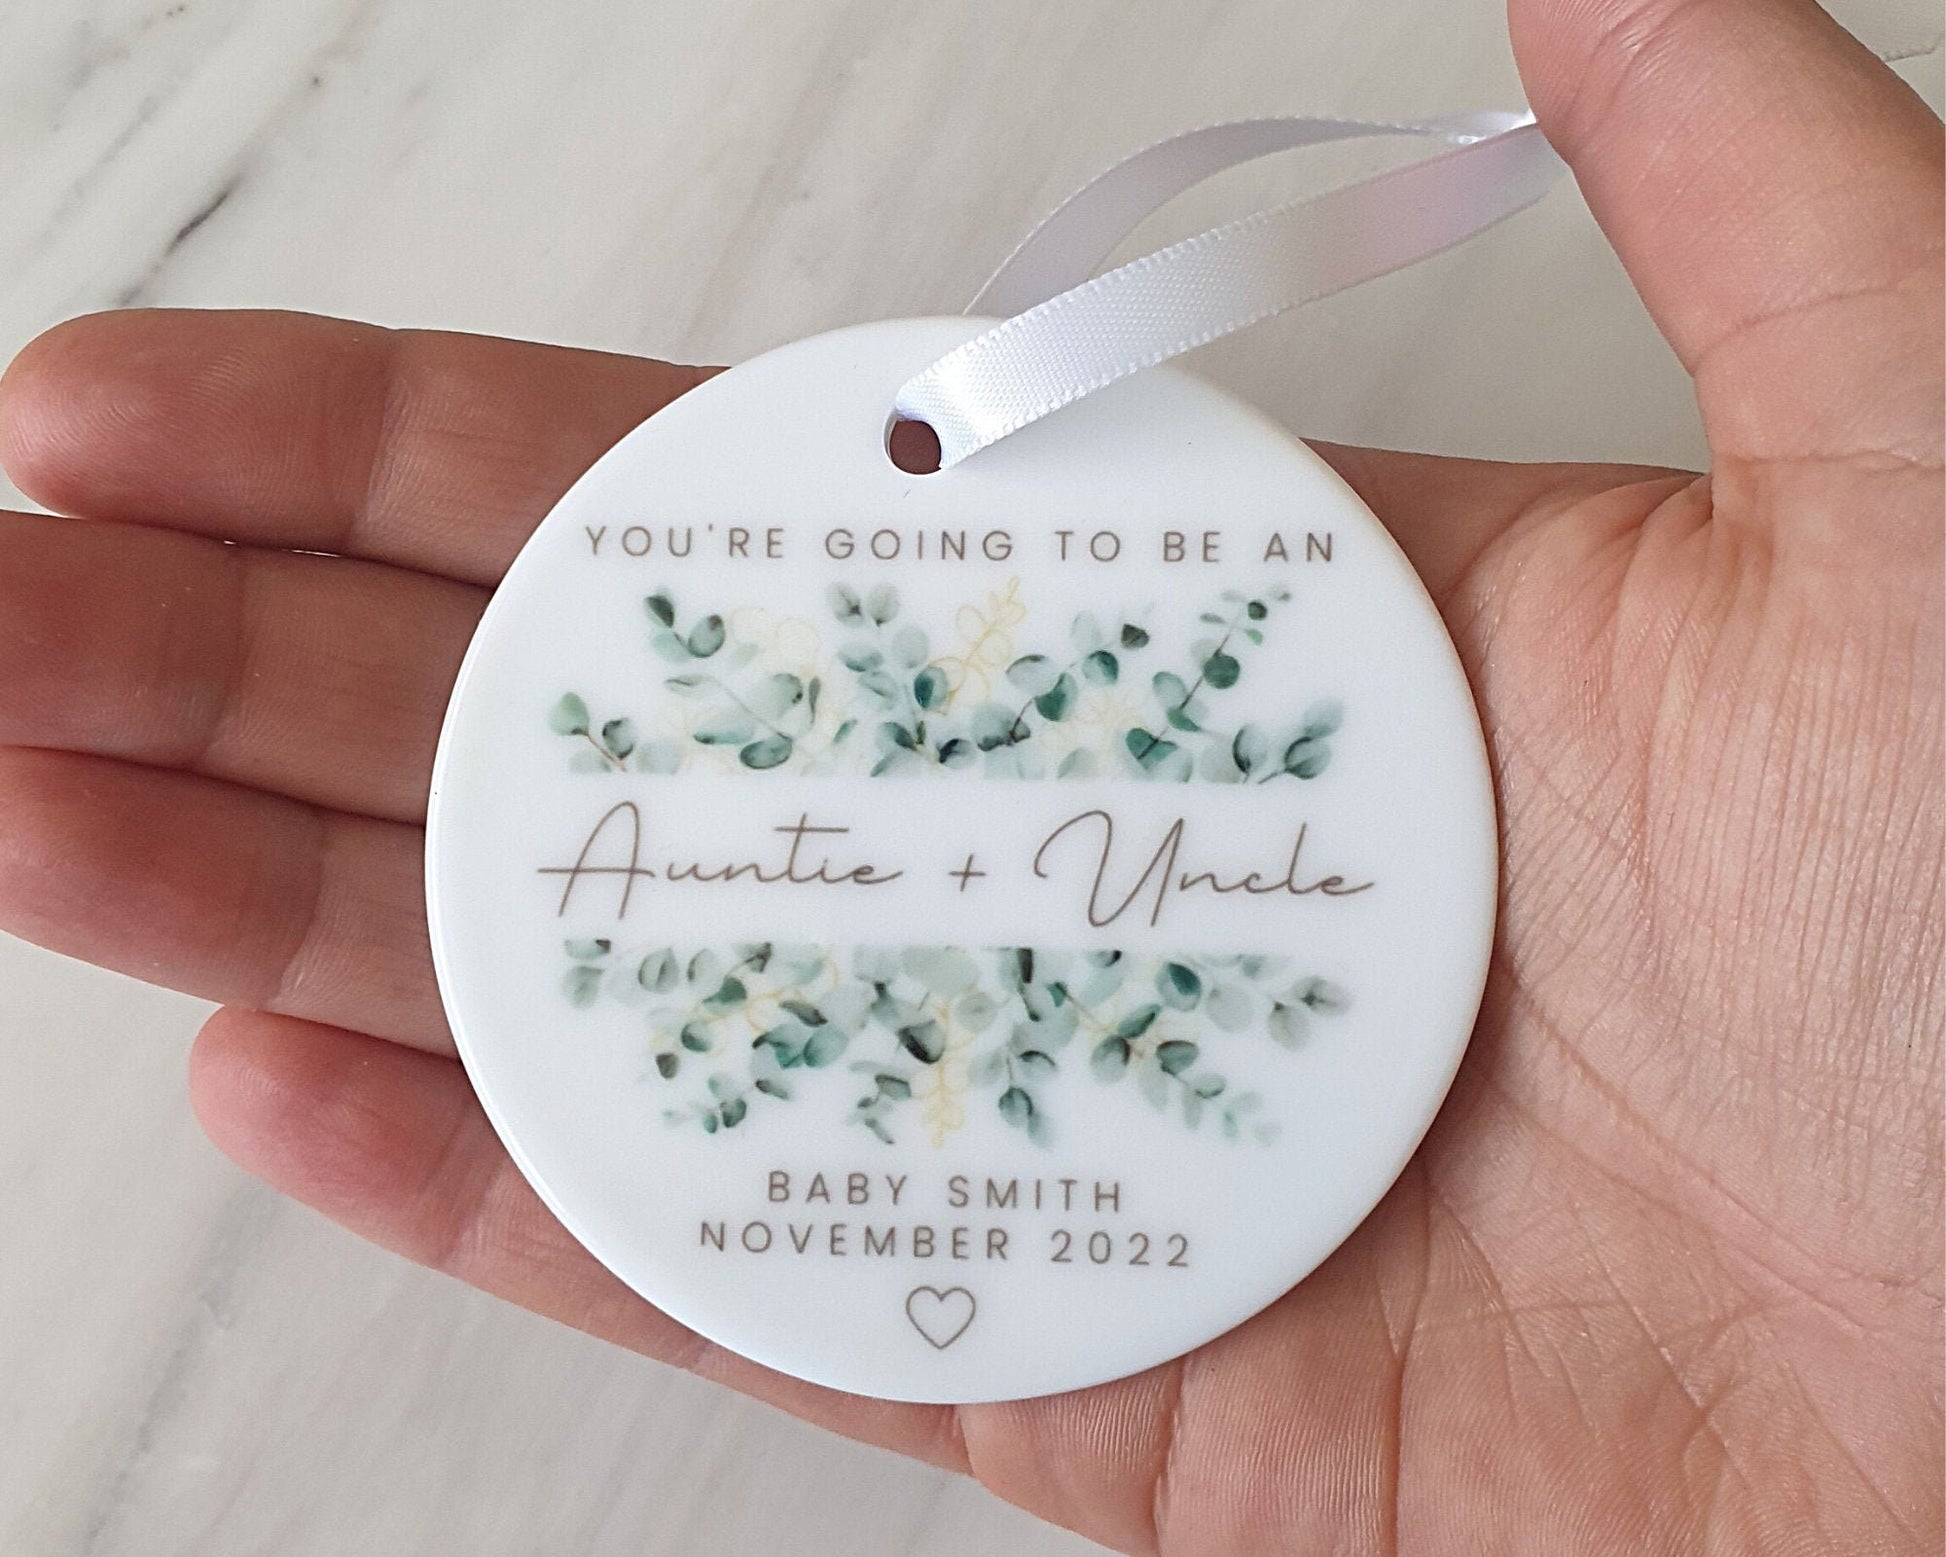 YOU'RE GOING TO BE AN
Auntie + Uncle
BABY SMITH
NOVEMBER 2022